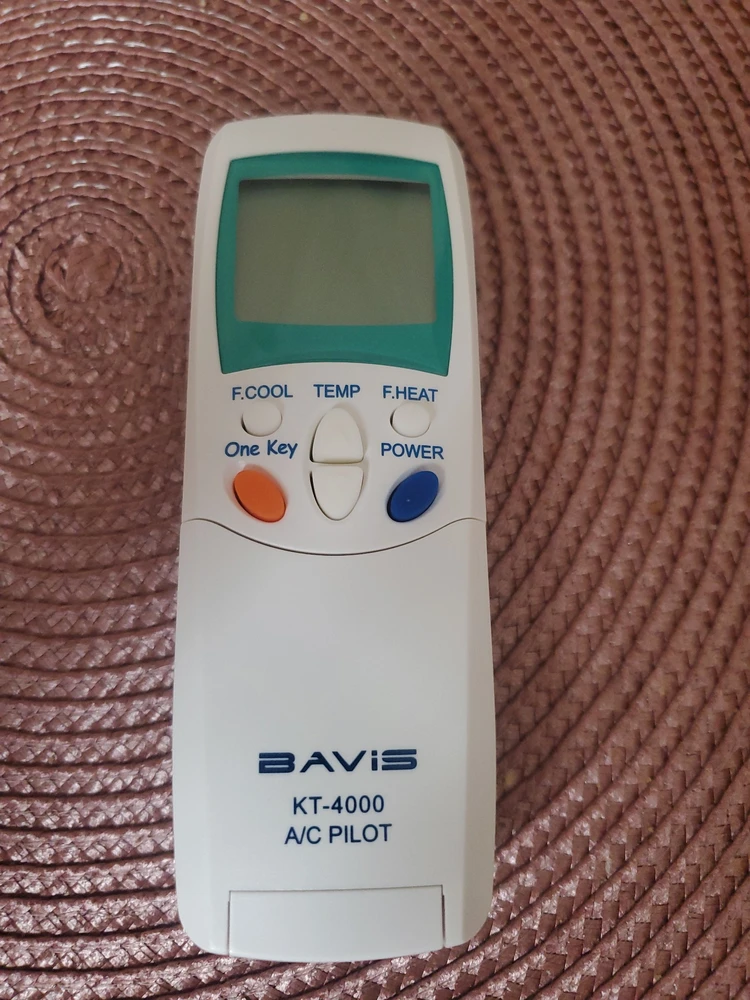 F.COOL TEMP F.HEAT
One Key POWER
BAViS
KT-4000
A/C PILOT